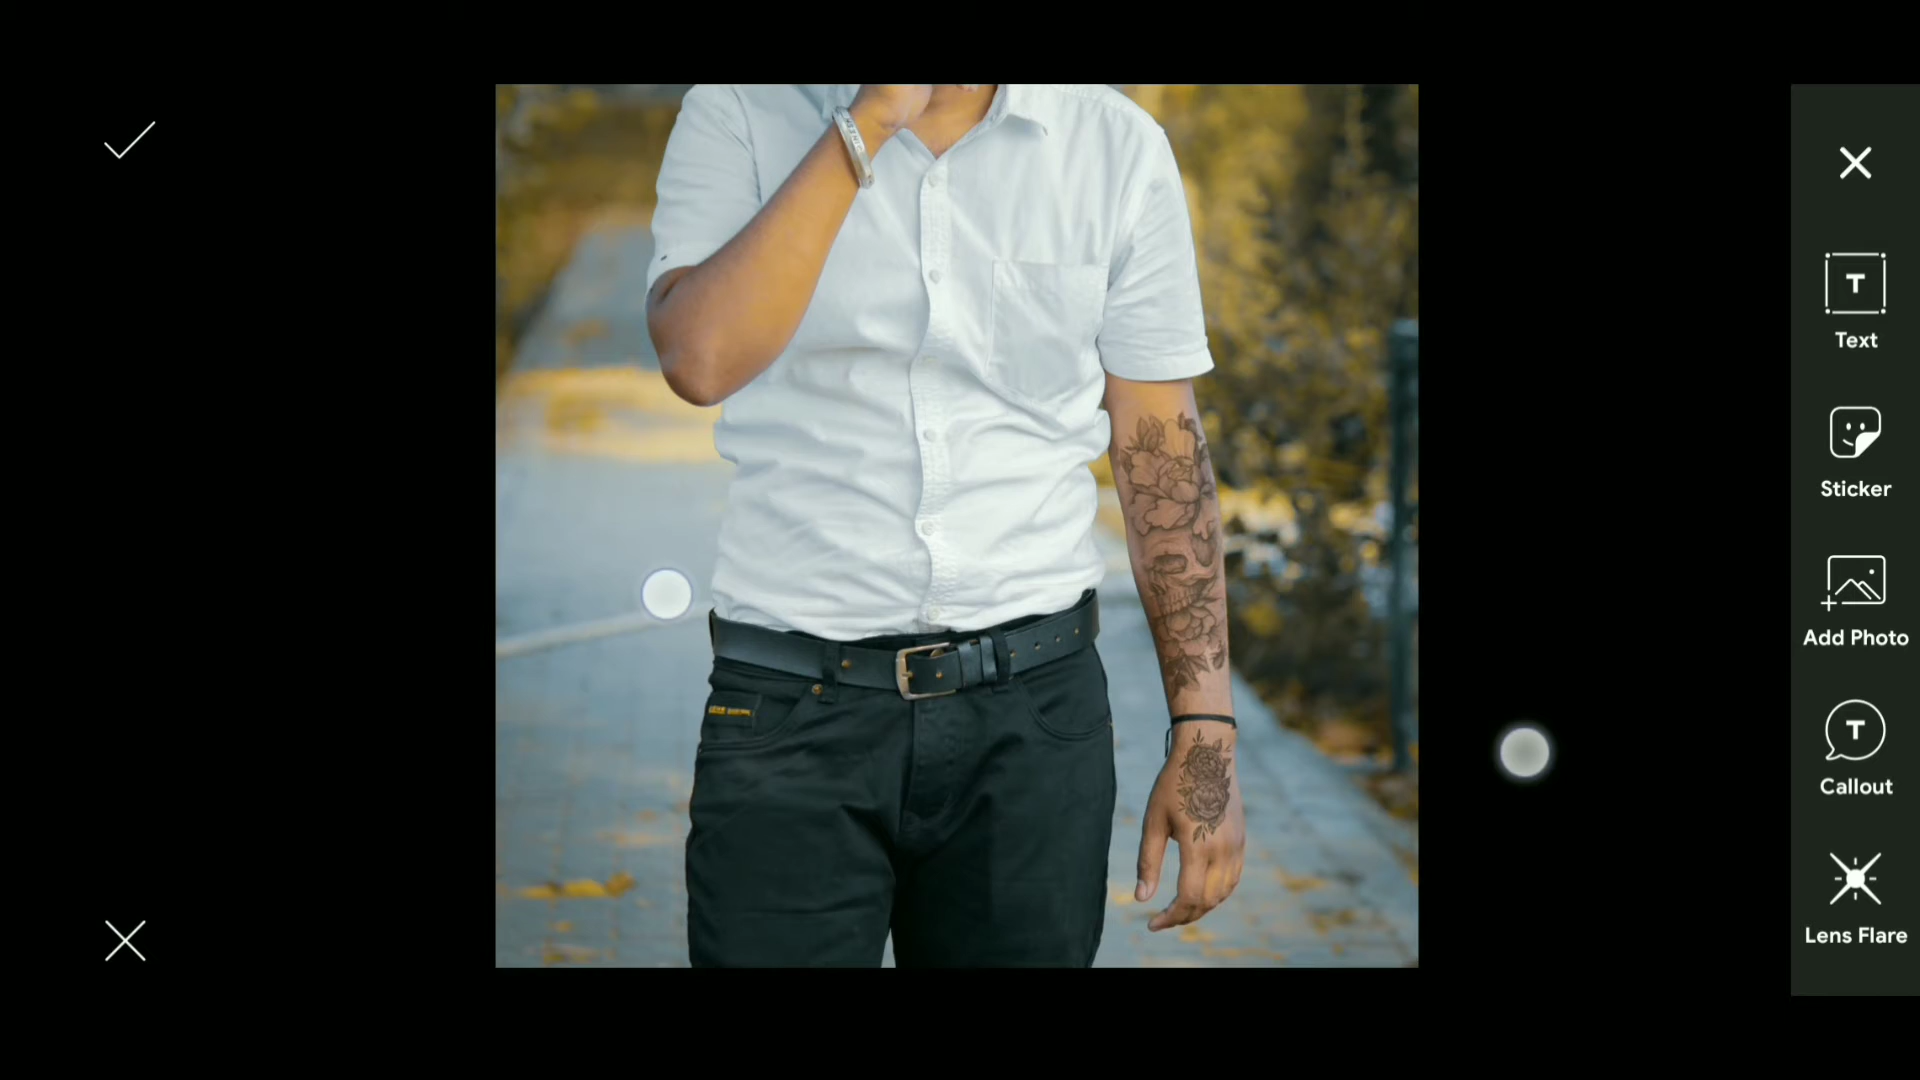 Text
Sticker
Add Photo
Callout
Lens Flare